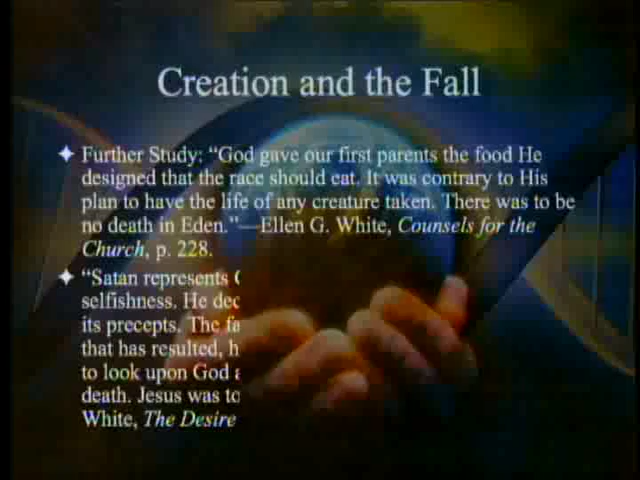 Creation and the Fall
Further Study: “God gave our first parents the food He
designed that the race should eat. It was contrary to His
plan to have the life of any creature taken. There was to be
no death in Eden.”—Ellen G. White, Counsels for the
Church, p. 228.
“Satan represents
selfishness. He
its precepts. The
that has resulted,
to look upon God
death. Jesus was to
White, The Desire